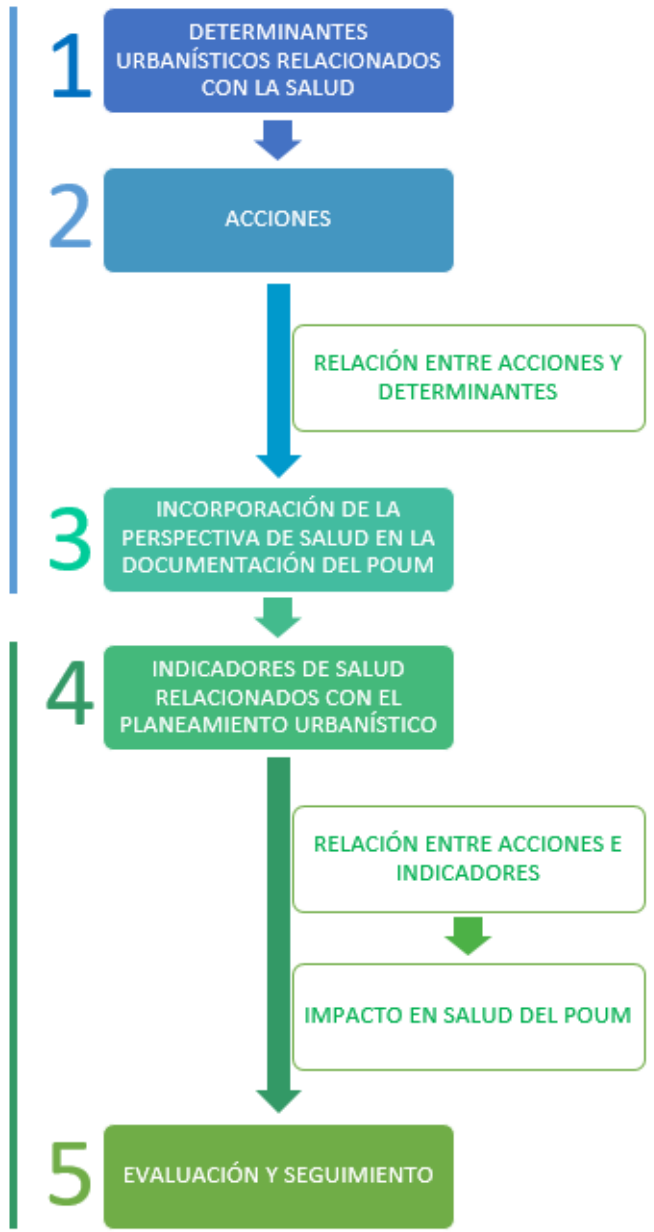 1
DETERMINANTES
URBANÍSTICOS RELACIONADOS
CON LA SALUD
2
ACCIONES
RELACIÓN ENTRE ACCIONES Y
DETERMINANTES
3
INCORPORACIÓN DE LA
PERSPECTIVA DE SALUD EN LA
DOCUMENTACIÓN DEL POUM
4
INDICADORES DE SALUD
RELACIONADOS CON EL
PLANEAMIENTO URBANÍSTICO
RELACIÓN ENTRE ACCIONES E
INDICADORES
IMPACTO EN SALUD DEL POUM
5
EVALUACIÓN Y SEGUIMIENTO